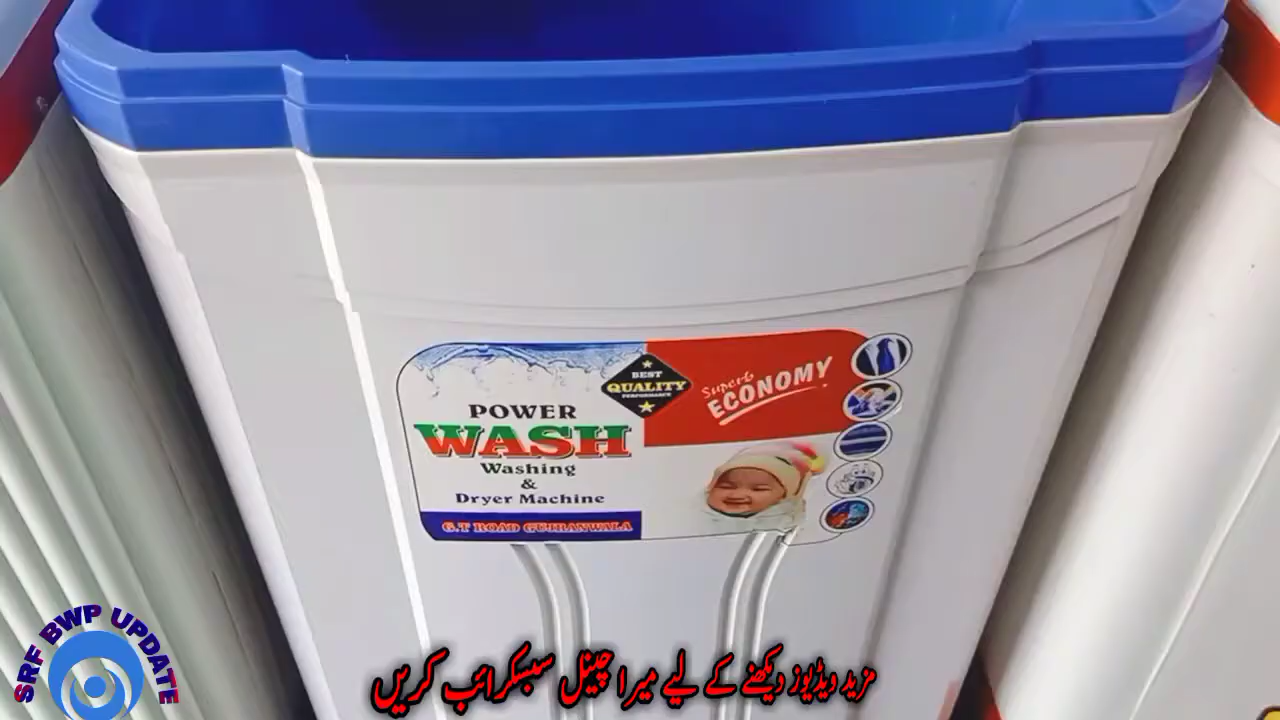 BEST
QUALITY
PERFORMANCE
Superb
ECONOMY
POWER
WASH
Washing
&
Dryer Machine
G.T ROAD GUJRANWALA
SRF BWP UPDATE
مزید ویڈیوز دیکھنے کے لیے میرا چینل سبسکرائب کریں